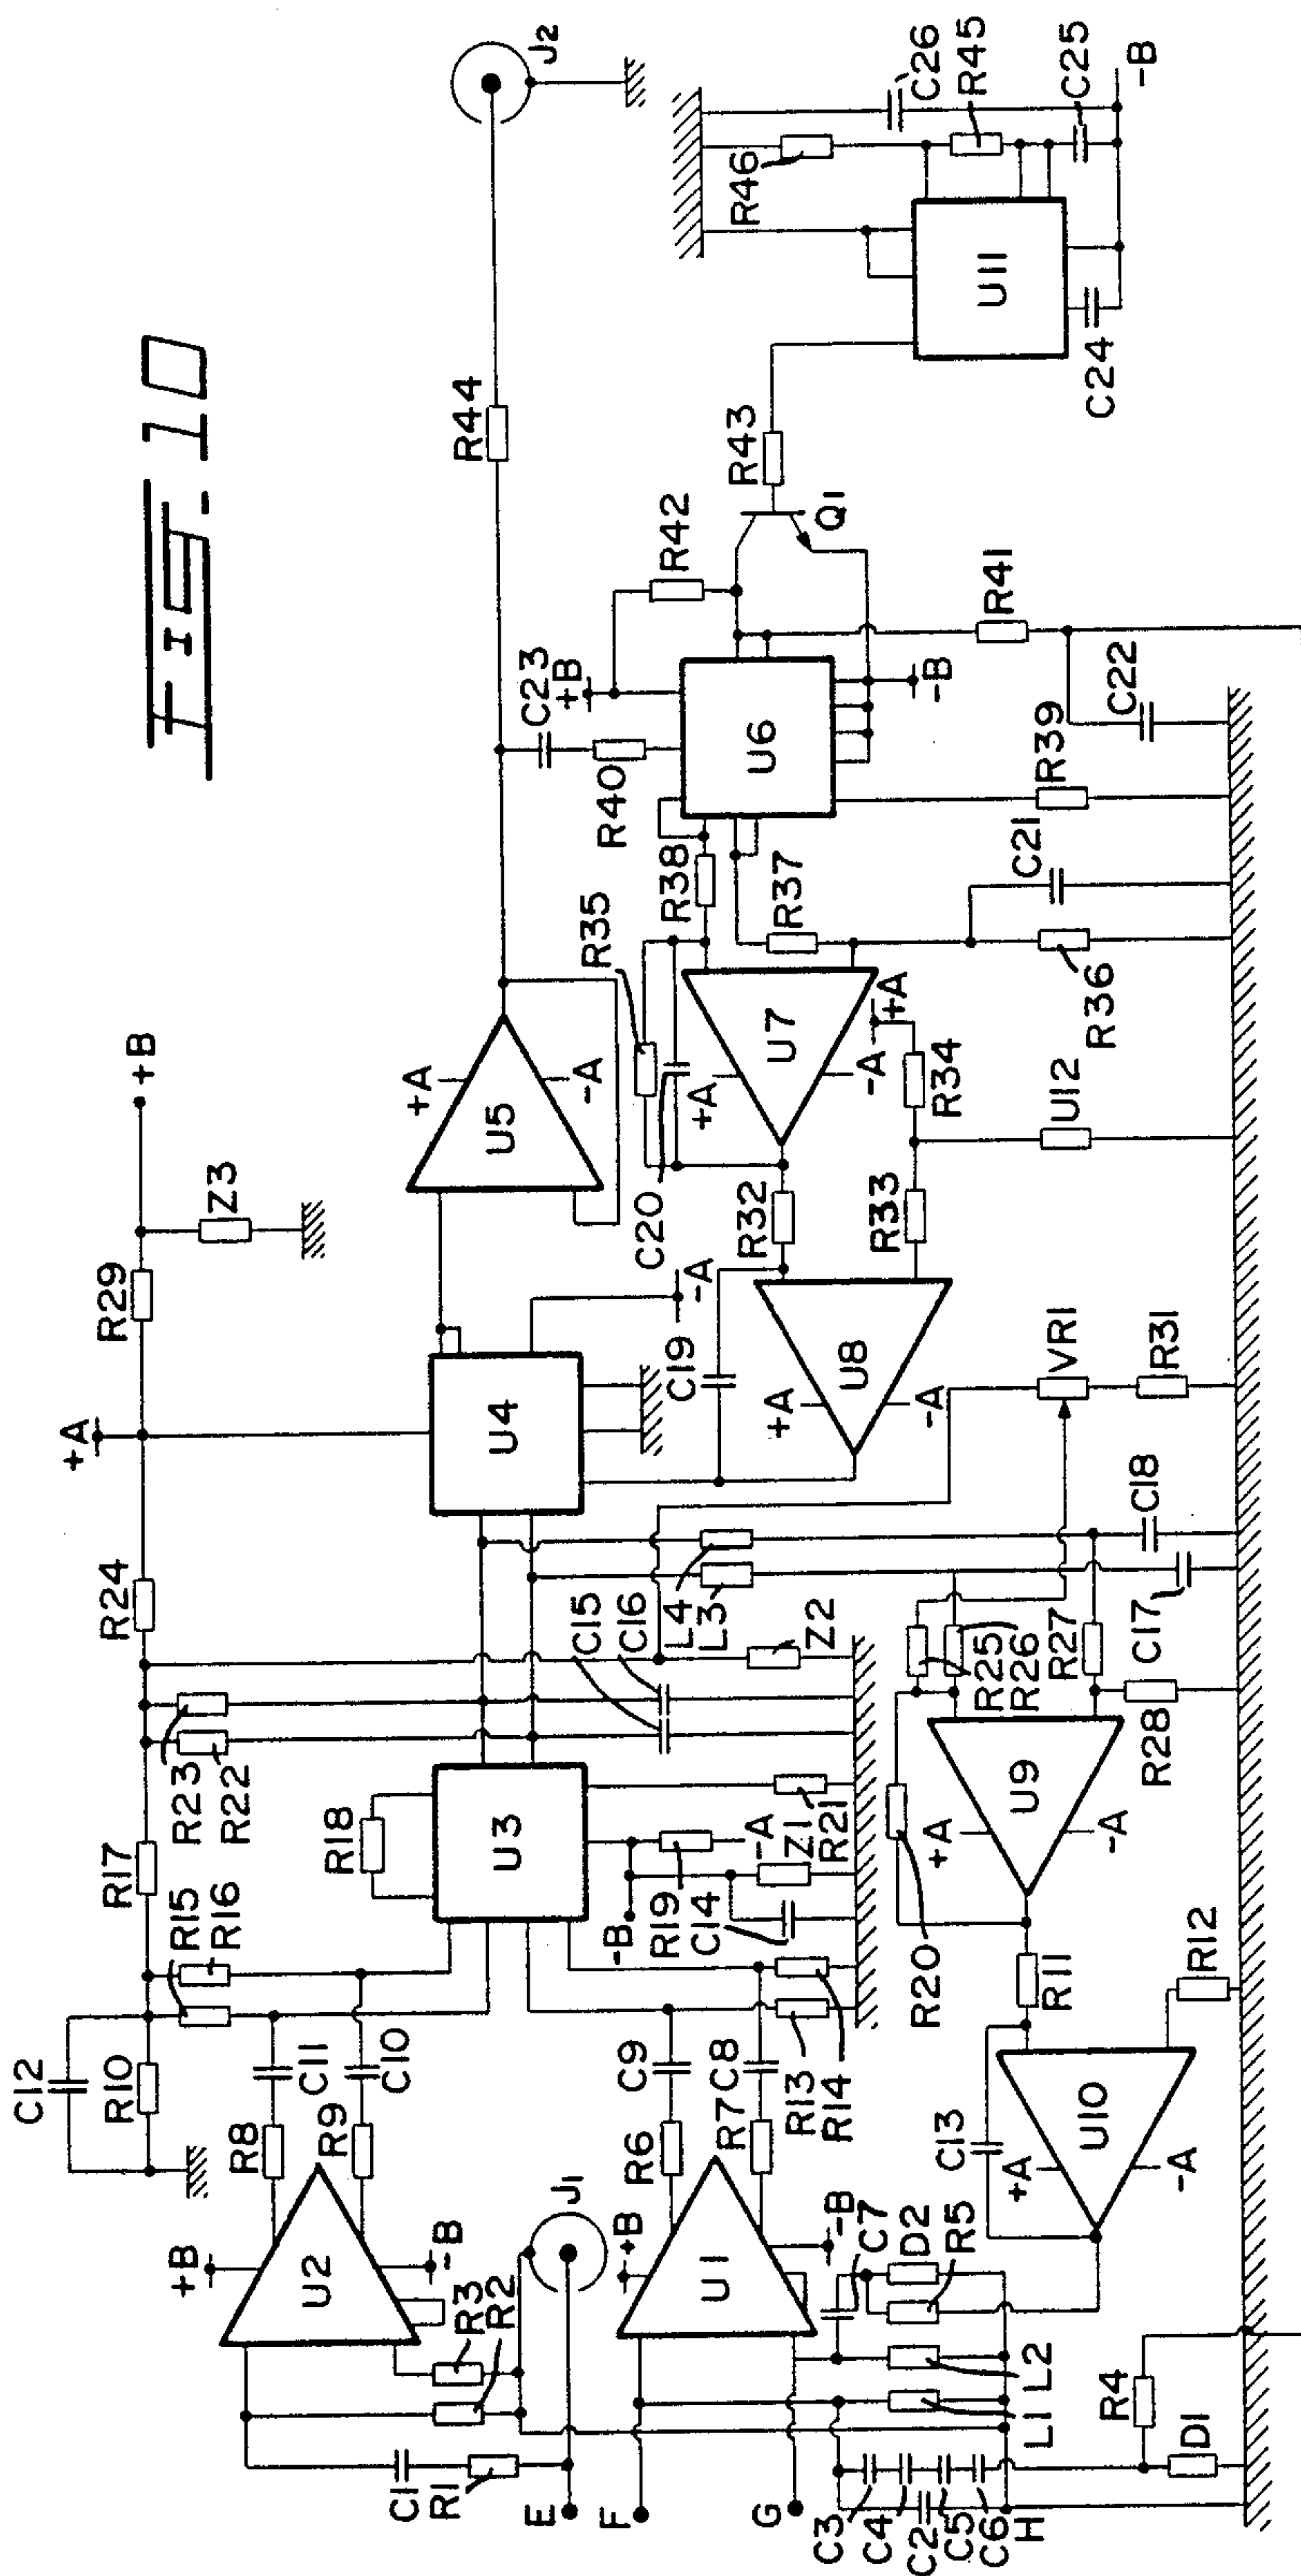 FIG. 10
J2
R44
C26
R45
C25
-B
R46
U11
C24
R43
Q1
R42
R41
C23
+B
R40
U6
-B
C22
R39
C21
R38
R37
R36
R35
C20
U7
+A
-A
+A
R34
U12
R32
R33
+B
Z3
R29
+A
U5
+A
-A
U4
-A
C19
U8
+A
-A
VR1
R31
R24
C15
C16
L4
L3
Z2
C18
C17
R25
R26
R27
R28
R23
R22
R17
R18
U3
R15
R16
-B
R19
C14
-A
Z1
R21
U9
+A
-A
R20
R11
R12
C12
R10
C11
C10
R8
R9
C9
C8
R6
R7
R13
R14
C13
U10
+A
-A
U2
+B
-B
R3
R2
J1
U1
+B
-B
C7
D2
R5
L2
L1
R4
D1
C1
R1
E
F
G
C3
C4
C2
C5
C6
H